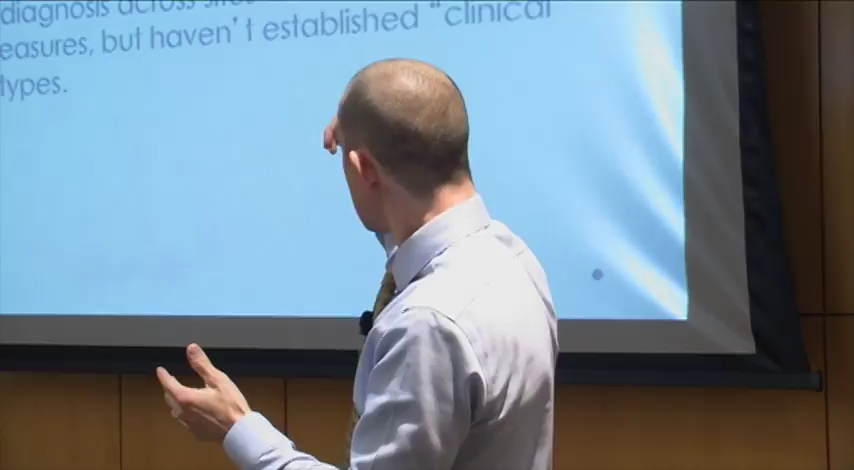 diagnosis across
easures, but haven't established "clinical
types.